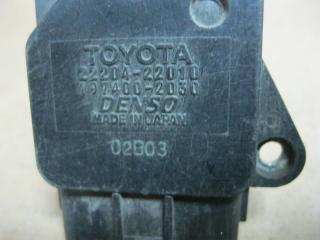 TOYOTA
22204-22010
197400-2030
DENSO
MADE IN JAPAN
02B03